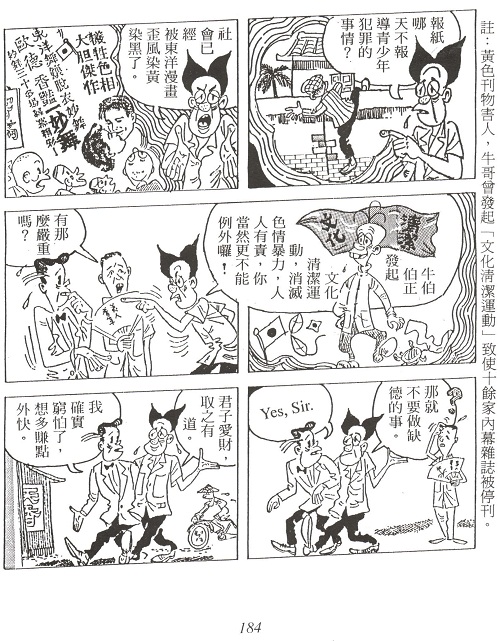 註：黃色刊物害人，牛哥曾發起「文化清潔運動」致使十餘家內幕雜誌被停刊。
報紙
哪一
天不報
導青少年
犯罪的
事情？
社
會已
經
被東洋漫畫
歪風染黃
染黑了。
犧牲色相
大胆傑作
妙舞
文化
清潔
牛伯
伯正
發起
文化
清潔運
動，消滅
色情暴力，人
人有責，你
當然更不能
例外囉！
有那
麼嚴重
嗎？
那就
不要做缺
德的事。
Yes, Sir.
君子愛財，
取之有
道。
我
確實
窮怕了，
想多賺點
外快。
184